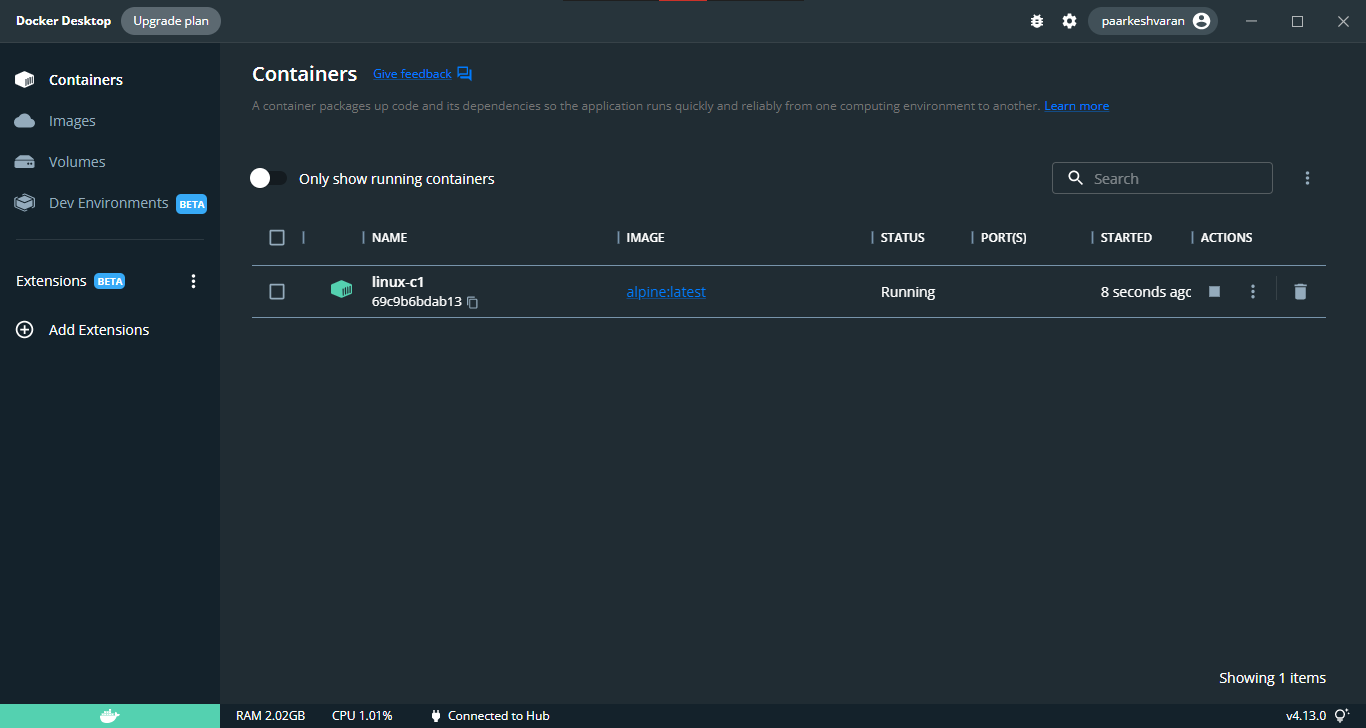 Docker Desktop Upgrade plan paarkeshvaran
Containers
Images
Volumes
Dev Environments BETA
Extensions BETA
Add Extensions
Containers Give feedback
A container packages up code and its dependencies so the application runs quickly and reliably from one computing environment to another. Learn more
Only show running containers Search
NAME IMAGE STATUS PORT(S) STARTED ACTIONS
linux-c1
69c9b6bdab13 alpine:latest Running 8 seconds ago
Showing 1 items
RAM 2.02GB CPU 1.01% Connected to Hub v4.13.0